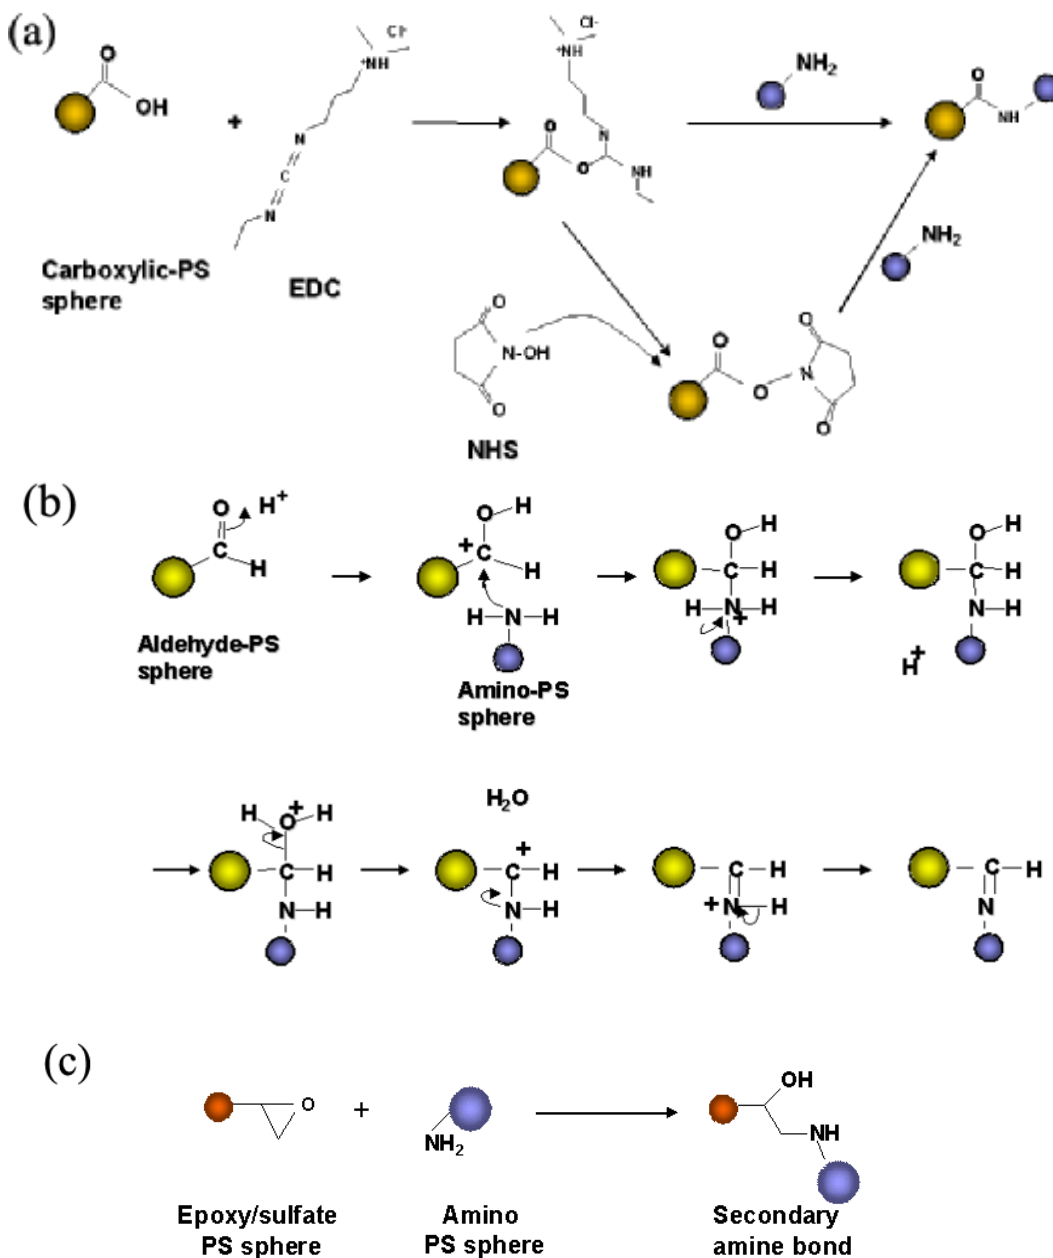 (a)
Cl-
+NH
O
OH
+
N
C
N
Carboxylic-PS
sphere
EDC
Cl-
+NH
O
N
O
NH
NH2
O
NH
NH2
O
N-OH
O
NHS
O
O
N
O
O
(b)
O
H+
C
H
Aldehyde-PS
sphere
O-H
+
C
H
H-N-H
Amino-PS
sphere
O-H
C-H
H-N-H
+
O-H
C-H
N-H
H+
H O+ H
C-H
N-H
H2O
+
C-H
N-H
C-H
+N-H
C-H
N
(c)
O
+
NH2
OH
NH
Epoxy/sulfate
PS sphere
Amino
PS sphere
Secondary
amine bond